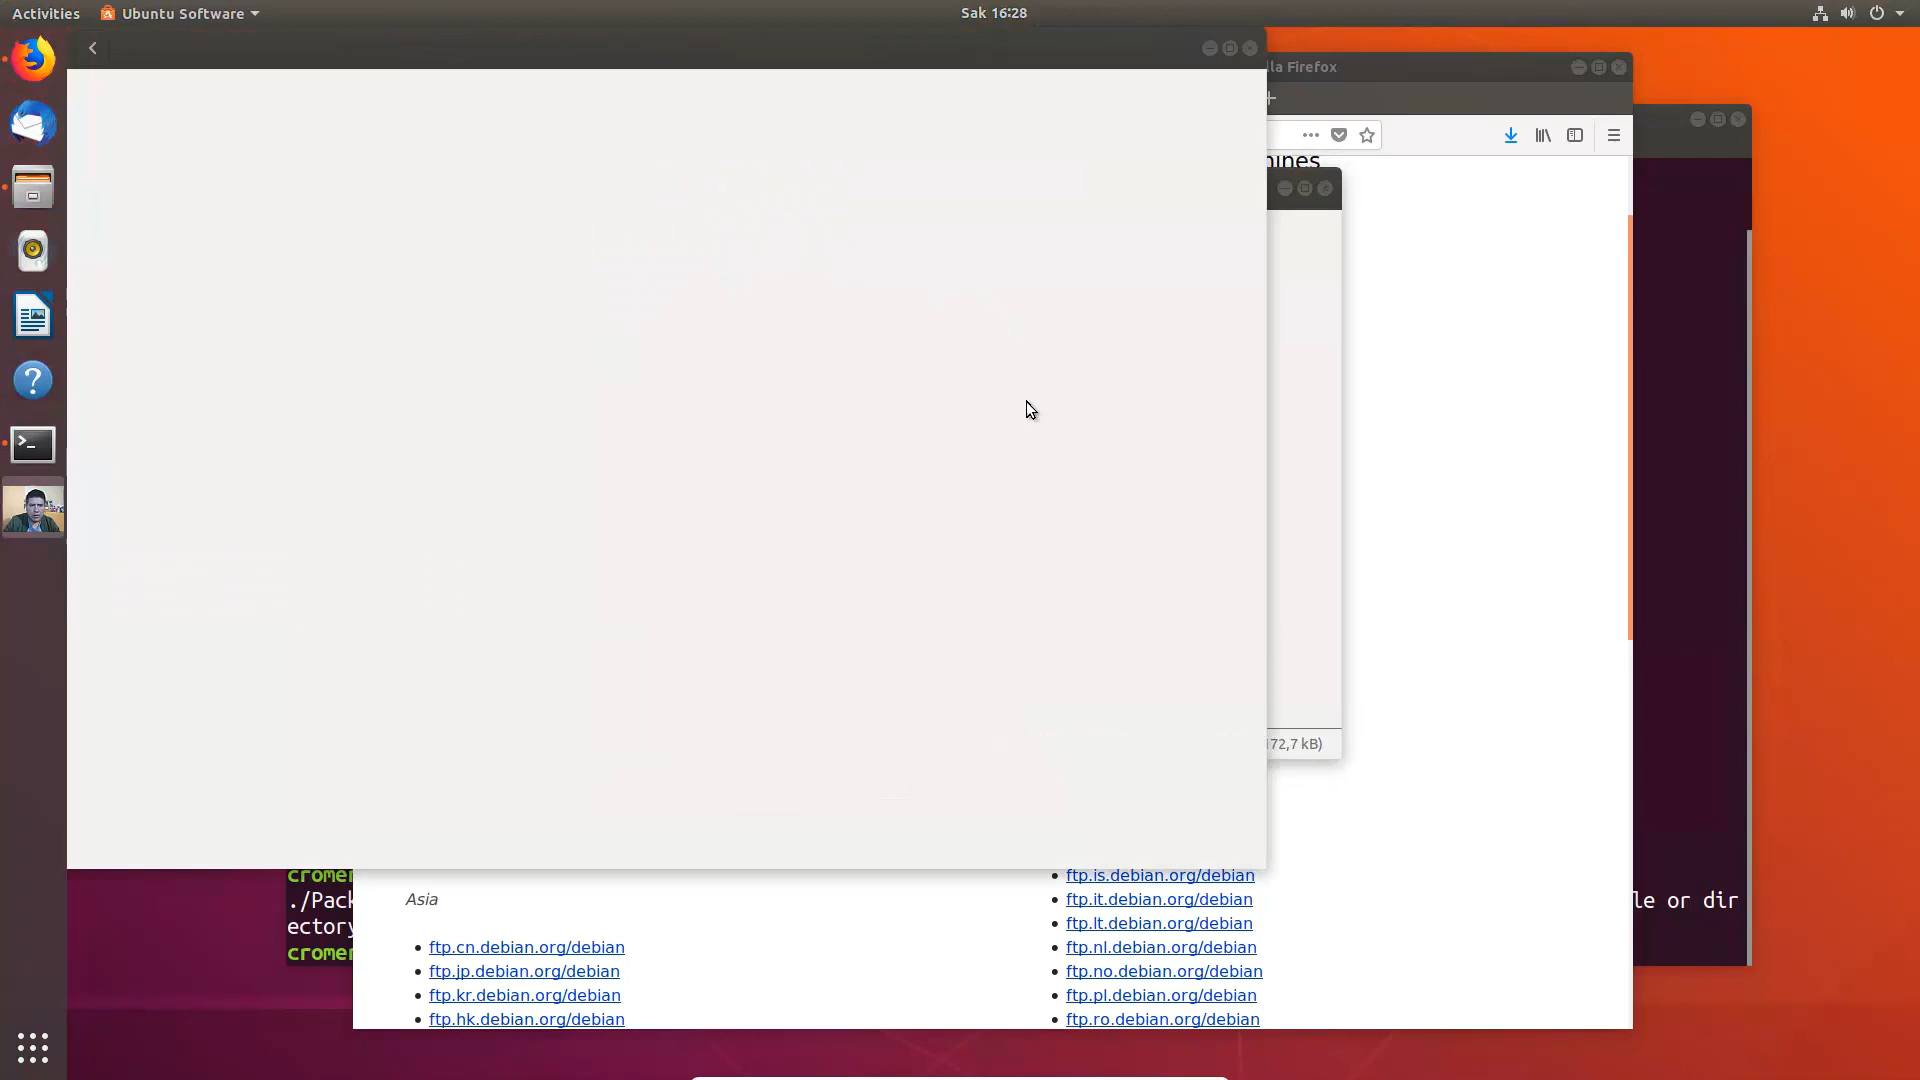 Activities
Ubuntu Software
Sak 16:28
lla Firefox
+
nines
172,7 kB)
cromer
./Pack
ectory
cromer
le or dir
Asia
• ftp.cn.debian.org/debian
• ftp.jp.debian.org/debian
• ftp.kr.debian.org/debian
• ftp.hk.debian.org/debian
• ftp.is.debian.org/debian
• ftp.it.debian.org/debian
• ftp.lt.debian.org/debian
• ftp.nl.debian.org/debian
• ftp.no.debian.org/debian
• ftp.pl.debian.org/debian
• ftp.ro.debian.org/debian